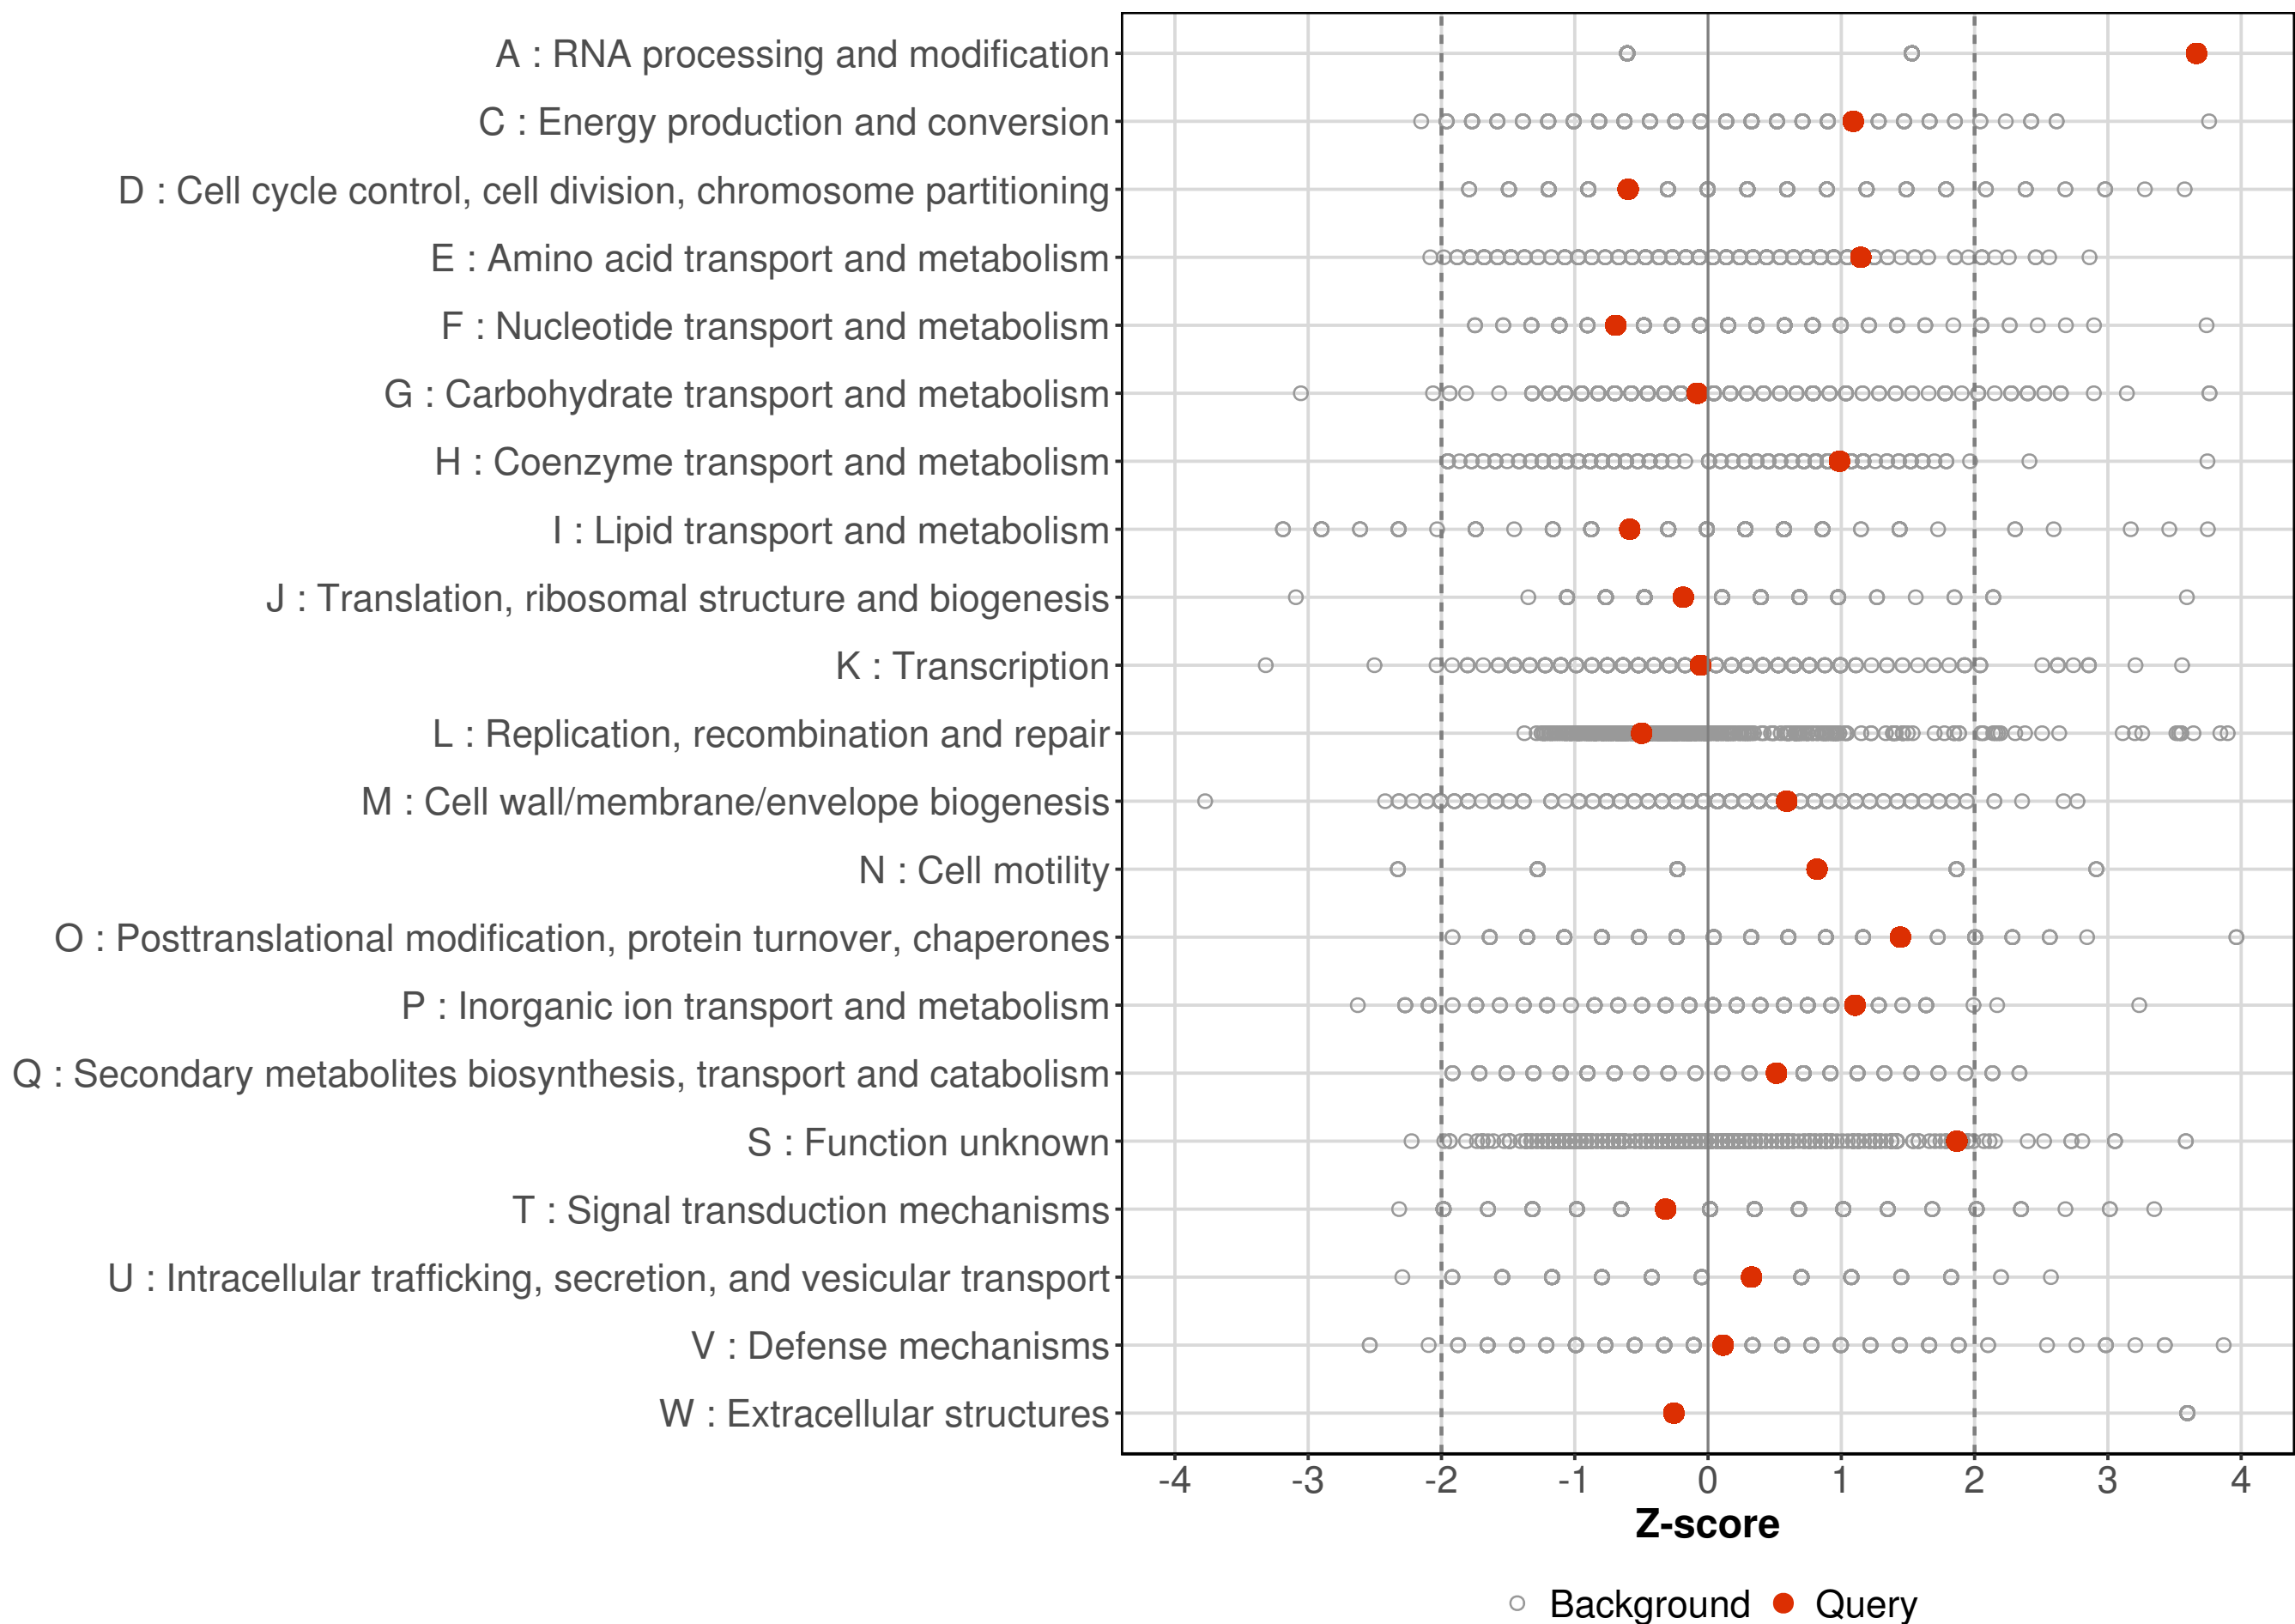 A : RNA processing and modification
C : Energy production and conversion
D : Cell cycle control, cell division, chromosome partitioning
E : Amino acid transport and metabolism
F : Nucleotide transport and metabolism
G : Carbohydrate transport and metabolism
H : Coenzyme transport and metabolism
I : Lipid transport and metabolism
J : Translation, ribosomal structure and biogenesis
K : Transcription
L : Replication, recombination and repair
M : Cell wall/membrane/envelope biogenesis
N : Cell motility
O : Posttranslational modification, protein turnover, chaperones
P : Inorganic ion transport and metabolism
Q : Secondary metabolites biosynthesis, transport and catabolism
S : Function unknown
T : Signal transduction mechanisms
U : Intracellular trafficking, secretion, and vesicular transport
V : Defense mechanisms
W : Extracellular structures
-4 -3 -2 -1 0 1 2 3 4
Z-score
Background Query